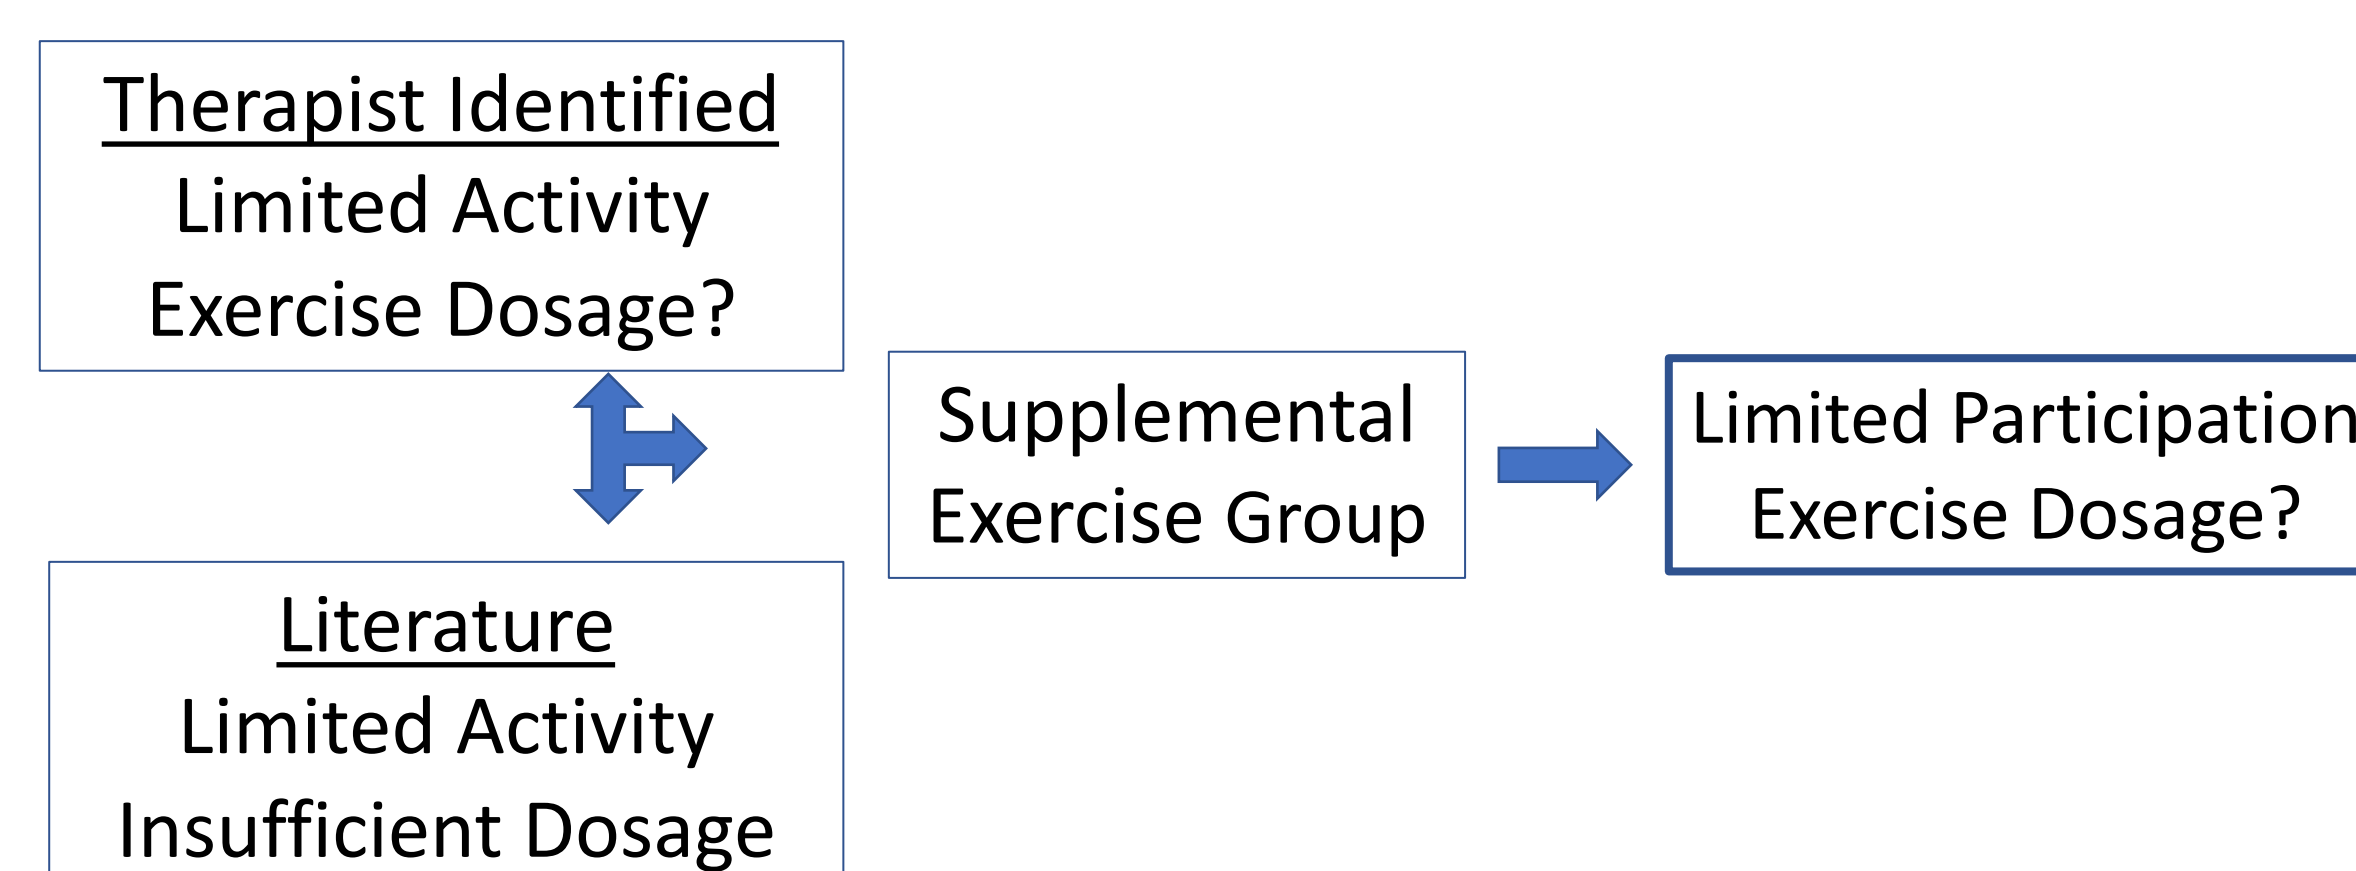 Therapist Identified
Limited Activity
Exercise Dosage?
Supplemental
Exercise Group
Limited Participation
Exercise Dosage?
Literature
Limited Activity
Insufficient Dosage